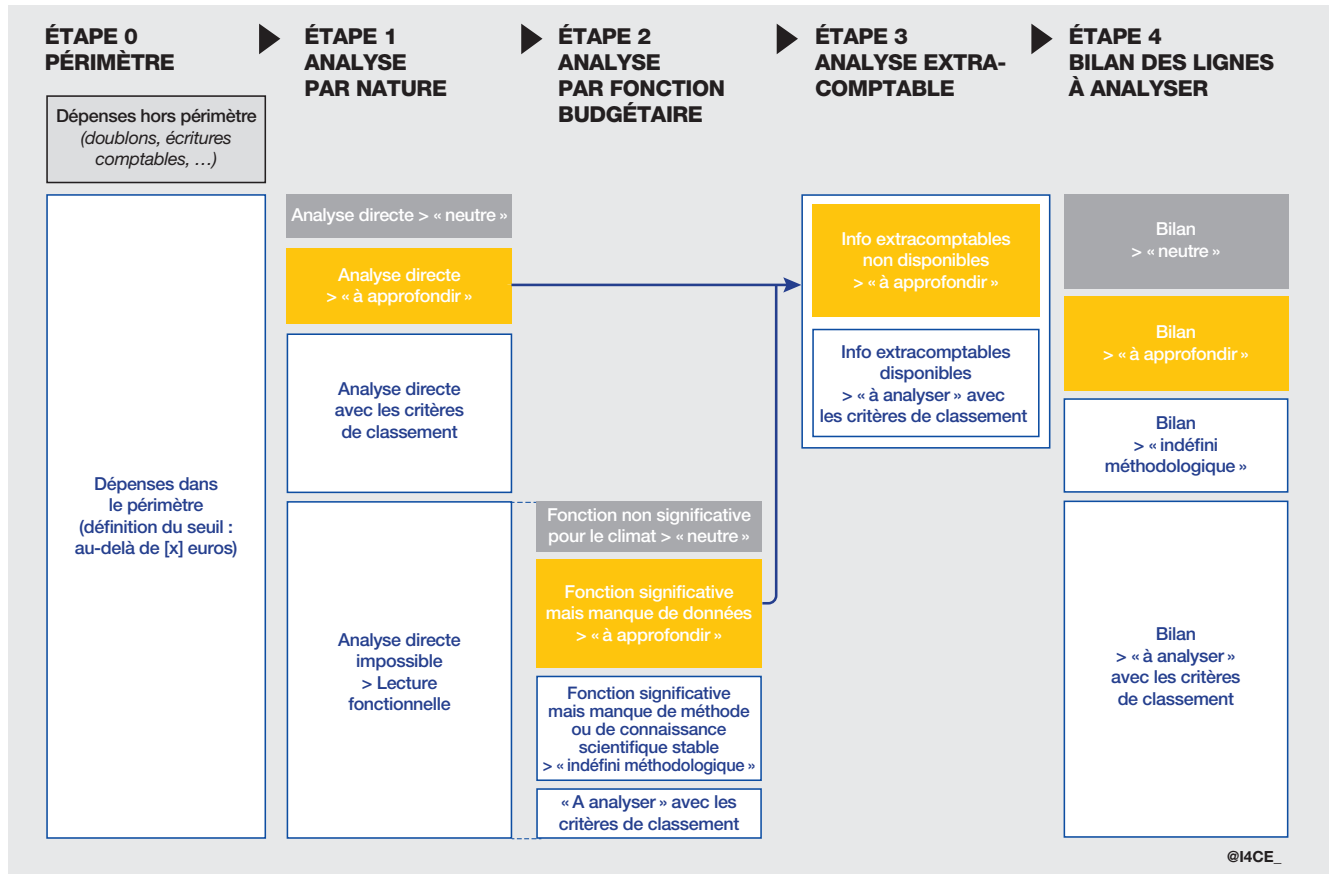 ÉTAPE 0
PÉRIMÈTRE
ÉTAPE 1
ANALYSE
PAR NATURE
ÉTAPE 2
ANALYSE
PAR FONCTION
BUDGÉTAIRE
ÉTAPE 3
ANALYSE EXTRA-
COMPTABLE
ÉTAPE 4
BILAN DES LIGNES
À ANALYSER
Dépenses hors périmètre
(doublons, écritures
comptables, …)
Dépenses dans
le périmètre
(définition du seuil :
au-delà de [x] euros)
Analyse directe > « neutre »
Analyse directe
> « à approfondir »
Analyse directe
avec les critères
de classement
Analyse directe
impossible
> Lecture
fonctionnelle
Fonction non significative
pour le climat > « neutre »
Fonction significative
mais manque de données
> « à approfondir »
Fonction significative
mais manque de méthode
ou de connaissance
scientifique stable
> « indéfini méthodologique »
« A analyser » avec les
critères de classement
Info extracomptables
non disponibles
> « à approfondir »
Info extracomptables
disponibles
> « à analyser » avec
les critères de classement
Bilan
> « neutre »
Bilan
> « à approfondir »
Bilan
> « indéfini
méthodologique »
Bilan
> « à analyser »
avec les critères
de classement
@I4CE_